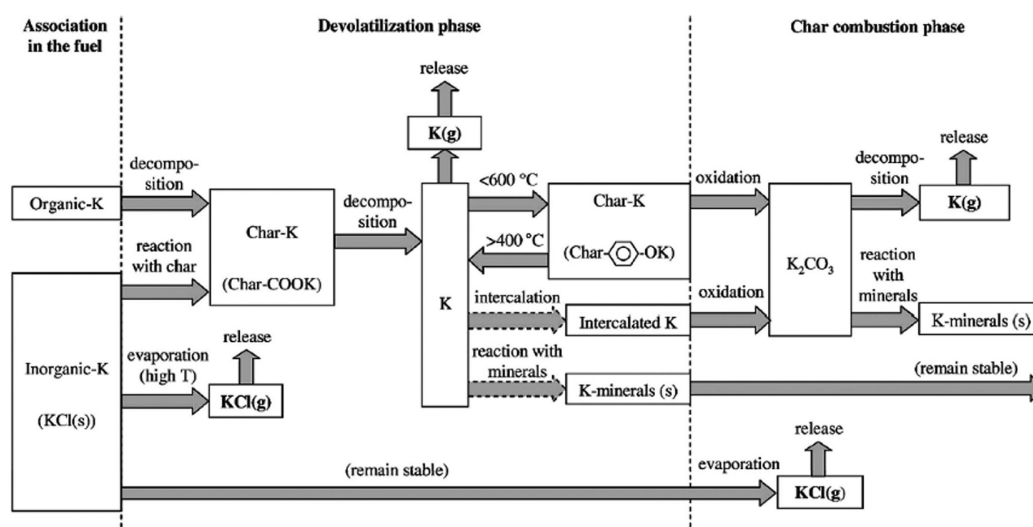 Association
in the fuel
Devolatilization phase
Char combustion phase
release
K(g)
release
decompo-
sition
Organic-K
Char-K
(Char-COOK)
decompo-
sition
<600 °C
>400 °C
Char-K
(Char-
-OK)
oxidation
decompo-
sition
K(g)
reaction
with char
K
K₂CO₃
reaction
with
minerals
intercalation
Intercalated K
oxidation
K-minerals (s)
Inorganic-K
(KCl(s))
evaporation
(high T)
release
KCl(g)
reaction with
minerals
K-minerals (s)
(remain stable)
release
(remain stable)
evaporation
KCl(g)